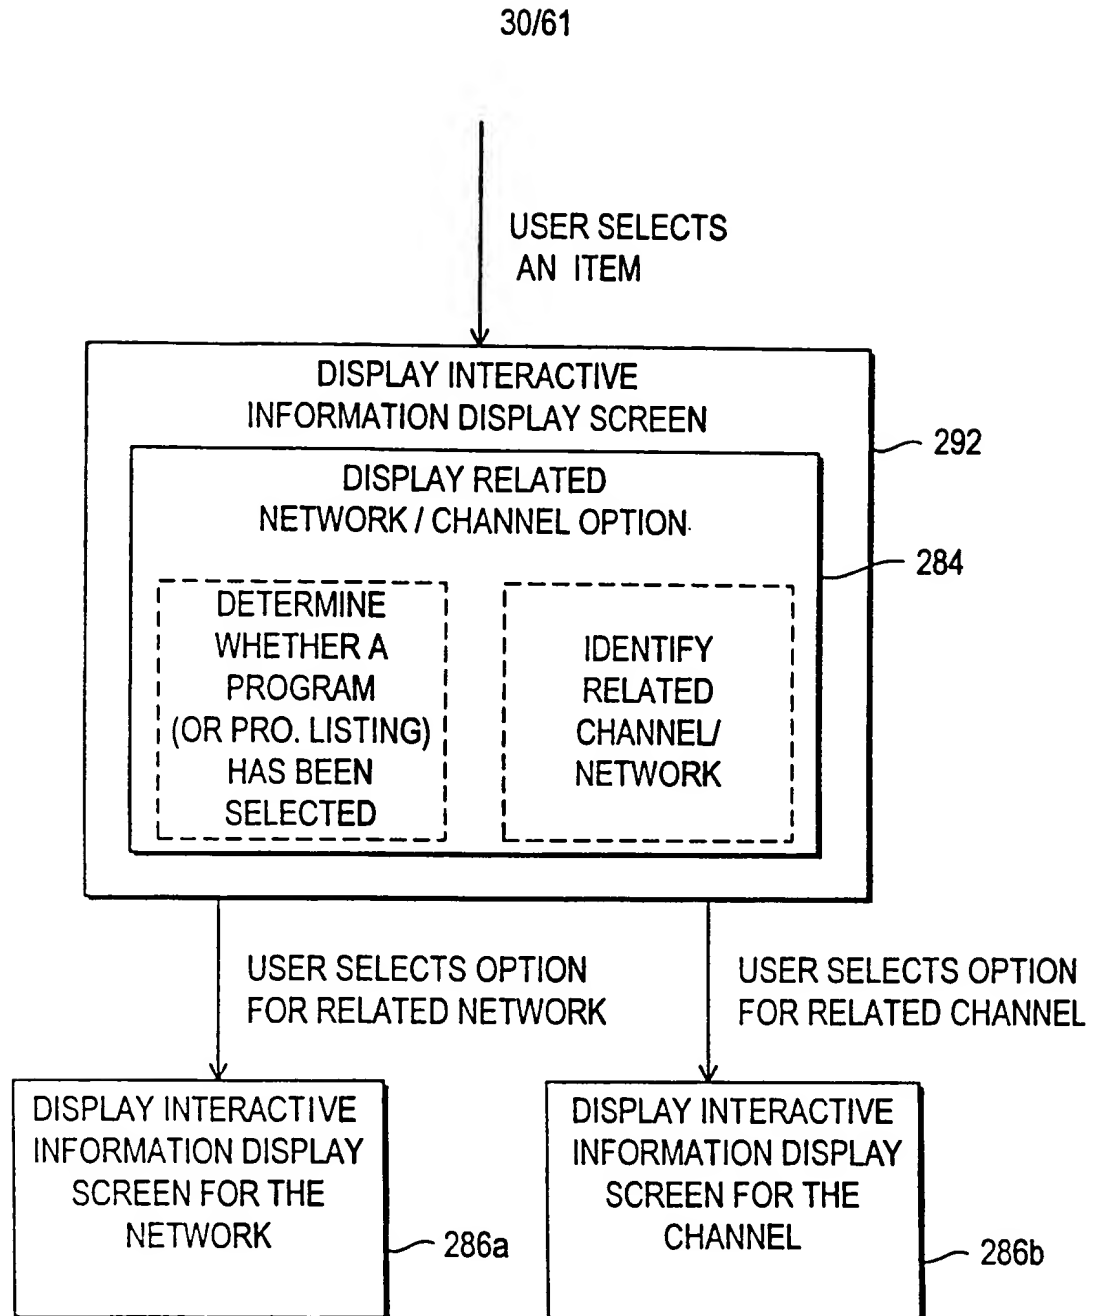 30/61
USER SELECTS
AN ITEM
DISPLAY INTERACTIVE
INFORMATION DISPLAY SCREEN
292
DISPLAY RELATED
NETWORK / CHANNEL OPTION
284
DETERMINE
WHETHER A
PROGRAM
(OR PRO. LISTING)
HAS BEEN
SELECTED
IDENTIFY
RELATED
CHANNEL/
NETWORK
USER SELECTS OPTION
FOR RELATED NETWORK
USER SELECTS OPTION
FOR RELATED CHANNEL
DISPLAY INTERACTIVE
INFORMATION DISPLAY
SCREEN FOR THE
NETWORK
286a
DISPLAY INTERACTIVE
INFORMATION DISPLAY
SCREEN FOR THE
CHANNEL
286b